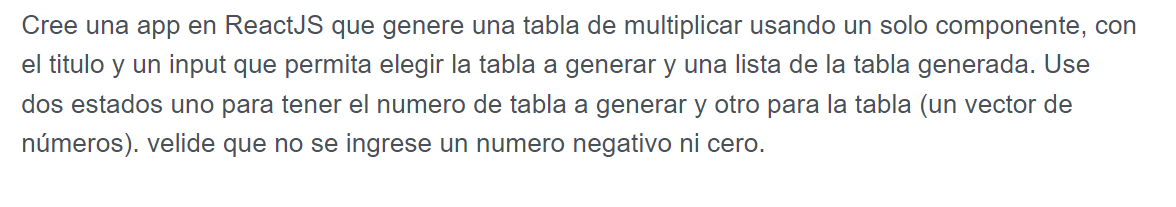 Cree una app en ReactJS que genere una tabla de multiplicar usando un solo componente, con
el titulo y un input que permita elegir la tabla a generar y una lista de la tabla generada. Use
dos estados uno para tener el numero de tabla a generar y otro para la tabla (un vector de
números). velide que no se ingrese un numero negativo ni cero.